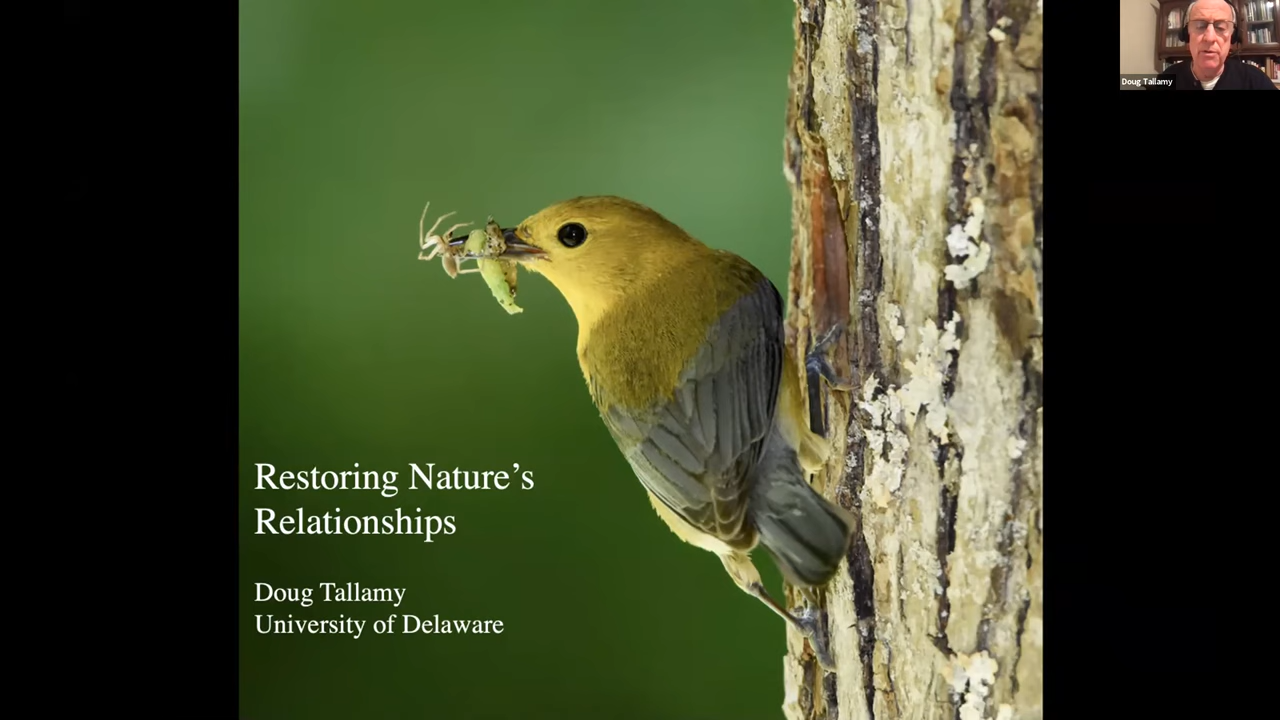 Restoring Nature’s
Relationships
Doug Tallamy
University of Delaware
Doug Tallamy